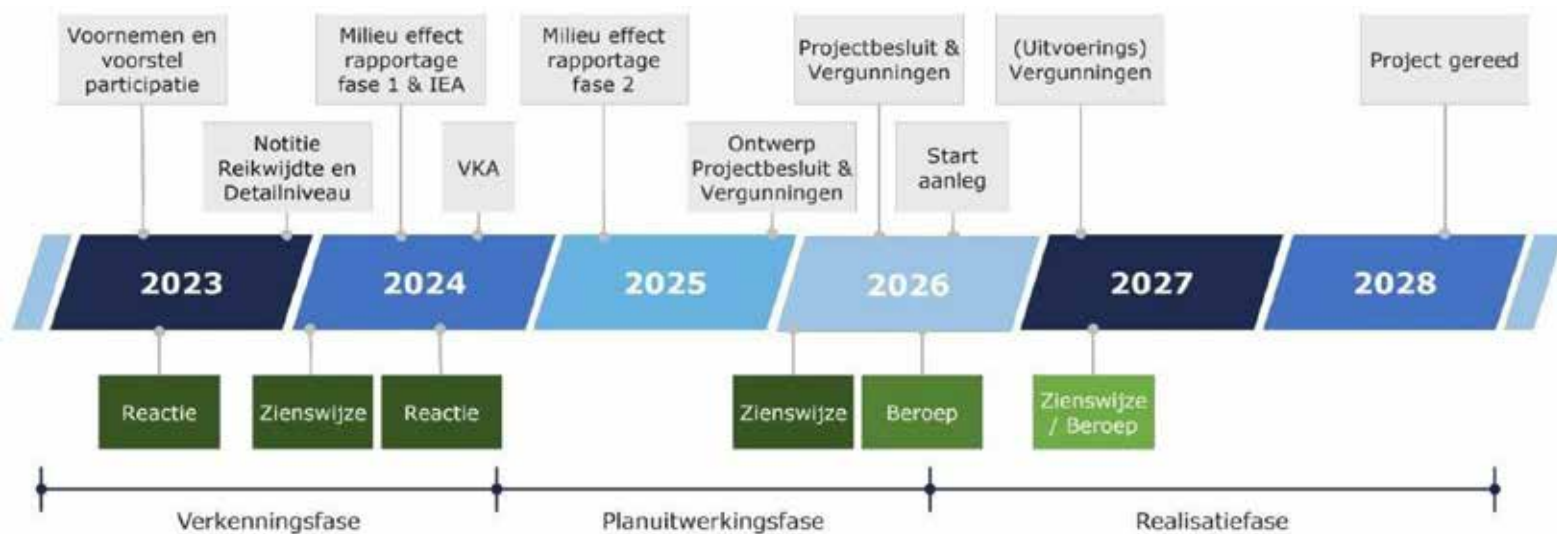 Voornemen en
voorstel
participatie
Milieu effect
rapportage
fase 1 & IEA
Milieu effect
rapportage
fase 2
Projectbesluit &
Vergunningen
(Uitvoerings)
Vergunningen
Project gereed
Notitie
Reikwijdte en
Detailniveau
VKA
Ontwerp
Projectbesluit &
Vergunningen
Start
aanleg
2023
2024
2025
2026
2027
2028
Reactie
Zienswijze
Reactie
Zienswijze
Beroep
Zienswijze
/ Beroep
Verkenningsfase
Planuitwerkingsfase
Realisatiefase